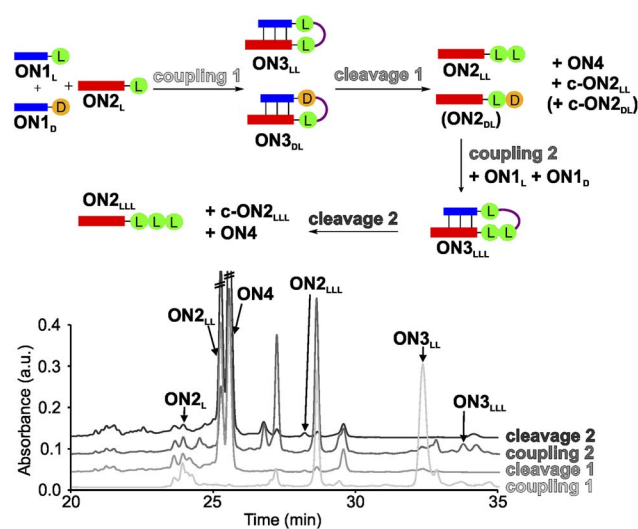 L
ON1L
+
D
ON1D
+
L
ON2L
coupling 1
L
L
ON3LL
D
L
ON3DL
cleavage 1
L L
ON2LL
L D
(ON2DL)
+ ON4
+ c-ON2LL
(+ c-ON2DL)
coupling 2
+ ON1L + ON1D
L
L L
ON3LLL
cleavage 2
ON2LLL
L L L
+ c-ON2LLL
+ ON4
Absorbance (a.u.)
0.4
0.3
0.2
0.1
0.0
ON2L
ON2LL
ON4
ON2LLL
ON3LL
ON3LLL
cleavage 2
coupling 2
cleavage 1
coupling 1
20 25 30 35
Time (min)